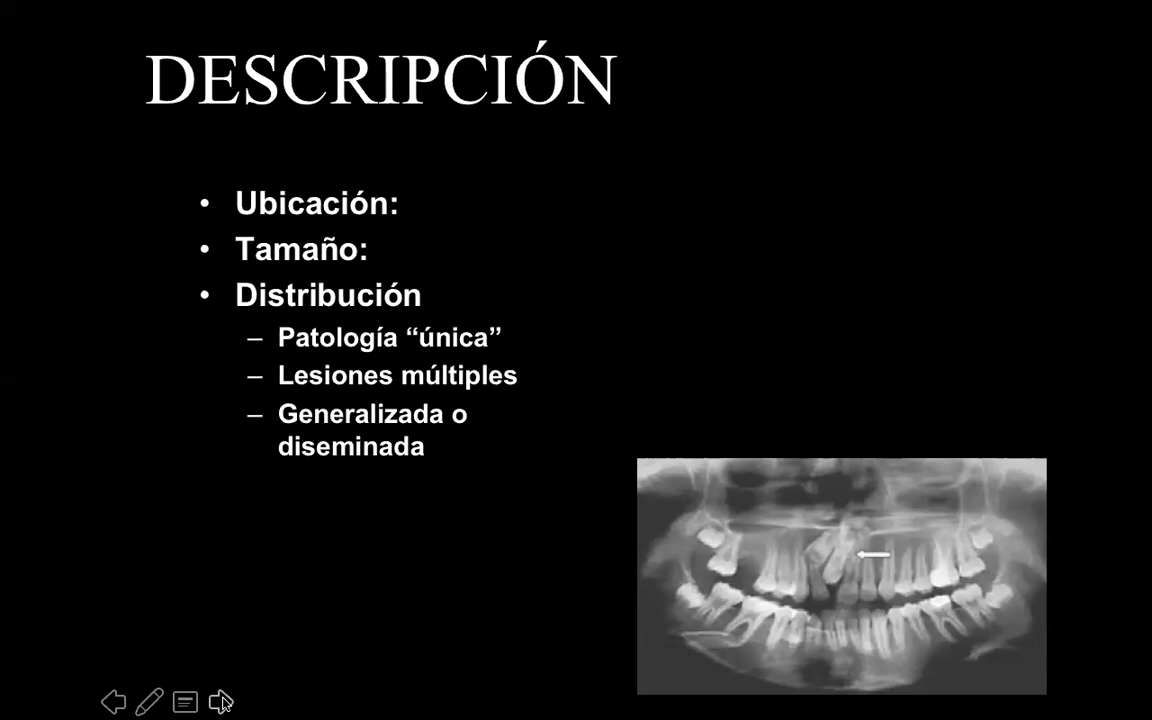 DESCRIPCIÓN
• Ubicación:
• Tamaño:
• Distribución
– Patología “única”
– Lesiones múltiples
– Generalizada o
diseminada